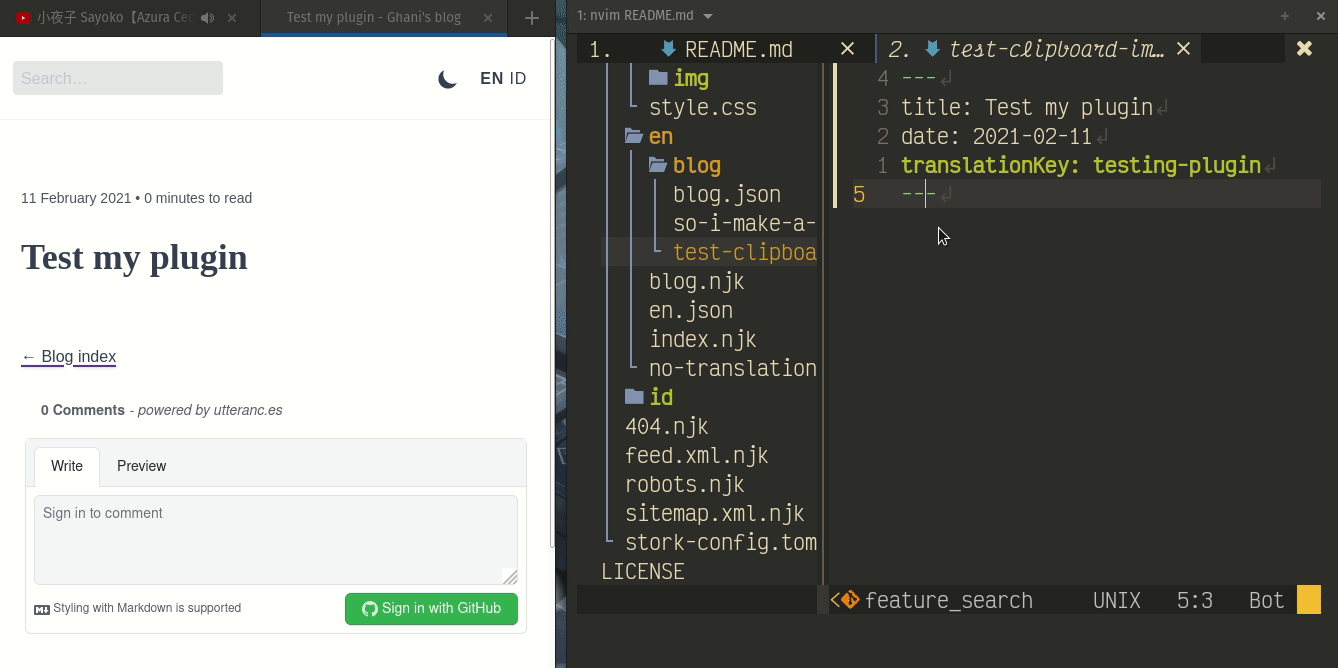 小夜子 Sayoko【Azura Cec
Test my plugin - Ghani's blog
Search…
EN ID
11 February 2021 • 0 minutes to read
Test my plugin
← Blog index
0 Comments - powered by utteranc.es
Write
Preview
Sign in to comment
Styling with Markdown is supported
Sign in with GitHub
1: nvim README.md
1. README.md
2. test-clipboard-im…
img
style.css
en
blog
blog.json
so-i-make-a-
test-clipboa
blog.njk
en.json
index.njk
no-translation
id
404.njk
feed.xml.njk
robots.njk
sitemap.xml.njk
stork-config.tom
LICENSE
4 ---
3 title: Test my plugin
2 date: 2021-02-11
1 translationKey: testing-plugin
5 ---
feature_search UNIX 5:3 Bot